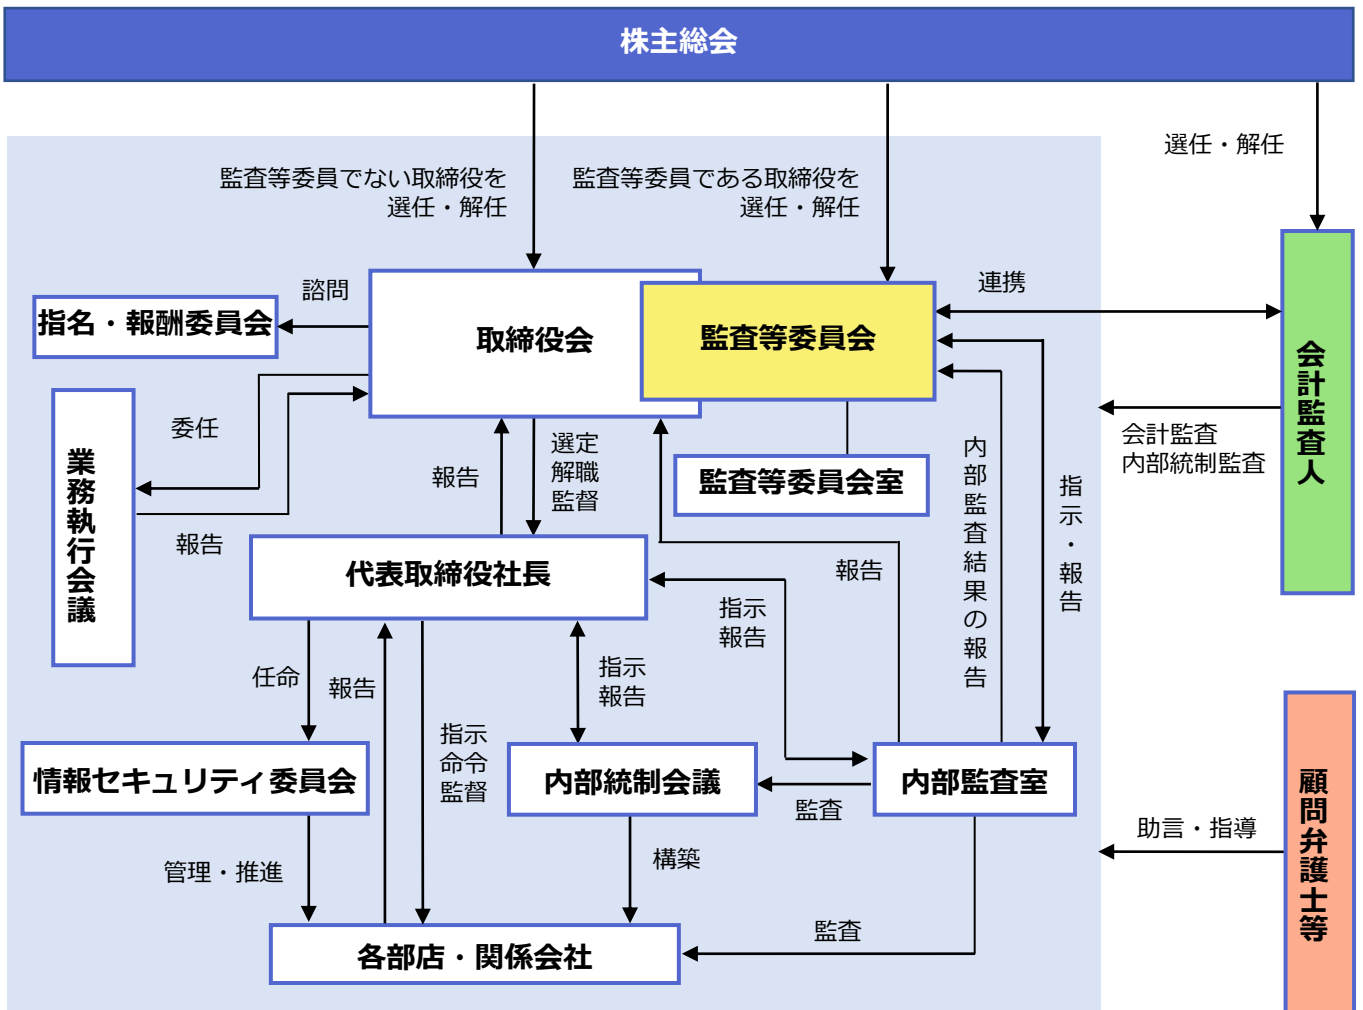 株主総会
選任・解任
監査等委員でない取締役を
選任・解任
監査等委員である取締役を
選任・解任
諮問
連携
指名・報酬委員会
取締役会
監査等委員会
会計監査人
委任
報告
選定
解職
監督
監査等委員会室
内部監査結果の報告
指示・報告
会計監査
内部統制監査
業務執行会議
報告
代表取締役社長
報告
指示
報告
任命
報告
指示
報告
指示
命令
監督
情報セキュリティ委員会
内部統制会議
内部監査室
監査
顧問弁護士等
助言・指導
管理・推進
構築
監査
各部店・関係会社